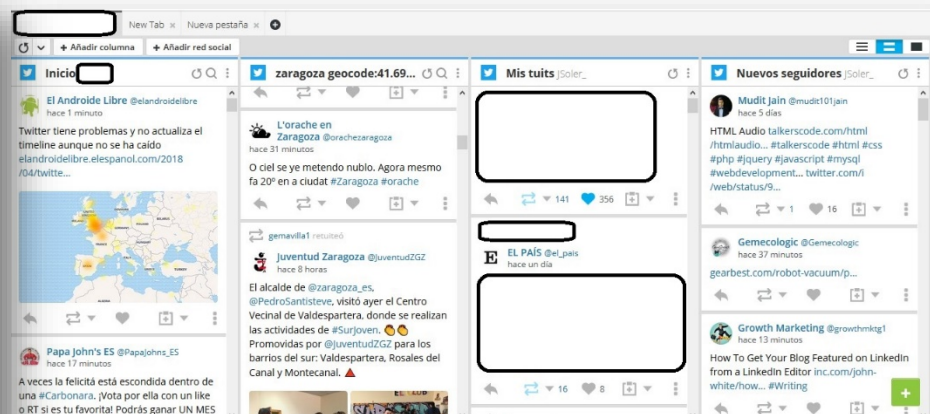 New Tab ×
Nueva pestaña ×
+ Añadir columna
+ Añadir red social
Inicio
El Androide Libre @elandroidelibre
hace 1 minuto
Twitter tiene problemas y no actualiza el
timeline aunque no se ha caído
elandroidelibre.elespanol.com/2018
/04/twitte...
Papa John's ES @PapaJohns_ES
hace 17 minutos
A veces la felicitá está escondida dentro de
una #Carbonara. ¡Vota por ella con un like
o RT si es tu favorita! Podrás ganar UN MES
zaragoza geocode:41.69...
L'orache en
Zaragoza @orachezaragoza
hace 31 minutos
O ciel se ye metendo nublo. Agora mesmo
fa 20º en a ciudat #Zaragoza #orache
gemavilla1 retuiteó
Juventud Zaragoza @JuventudZGZ
hace 8 horas
El alcalde de @zaragoza_es,
@PedroSantisteve, visitó ayer el Centro
Vecinal de Valdespartera, donde se realizan
las actividades de #SurJoven. 👏👏
Promovidas por @JuventudZGZ para los
barrios del sur: Valdespartera, Rosales del
Canal y Montecanal. 🔺
Mis tuits JSoler_
141
356
E EL PAÍS @el_pais
hace un día
16
8
Nuevos seguidores JSoler_
Mudit Jain @mudit101jain
hace 5 días
HTML Audio talkerscode.com/html
/htmlaudio... #talkerscode #html #css
#php #jquery #javascript #mysql
#webdevelopment... twitter.com/i
/web/status/9...
1
16
Gemecologic @Gemecologic
hace 37 minutos
gearbest.com/robot-vacuum/p...
Growth Marketing @growthmktg1
hace 13 minutos
How To Get Your Blog Featured on LinkedIn
from a LinkedIn Editor inc.com/john-
white/how... #Writing